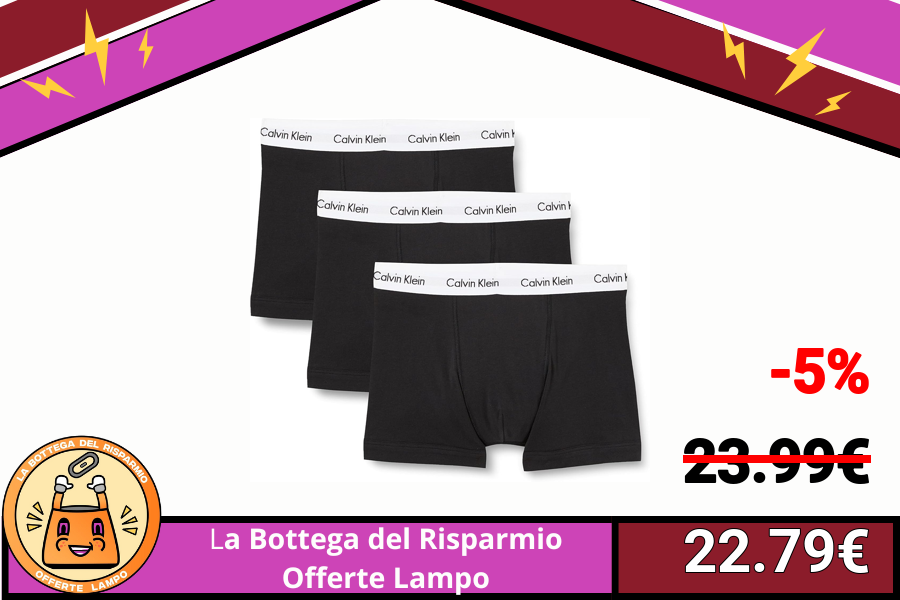 Calvin Klein Calvin Klein Calvin Klein Calvin K
Calvin Klein Calvin Klein Calvin Klein Calvin K
Calvin Klein Calvin Klein Calvin Klein Calvin K
-5%
23.99€
LA BOTTEGA DEL RISPARMIO
OFFERTE LAMPO
La Bottega del Risparmio
Offerte Lampo
22.79€